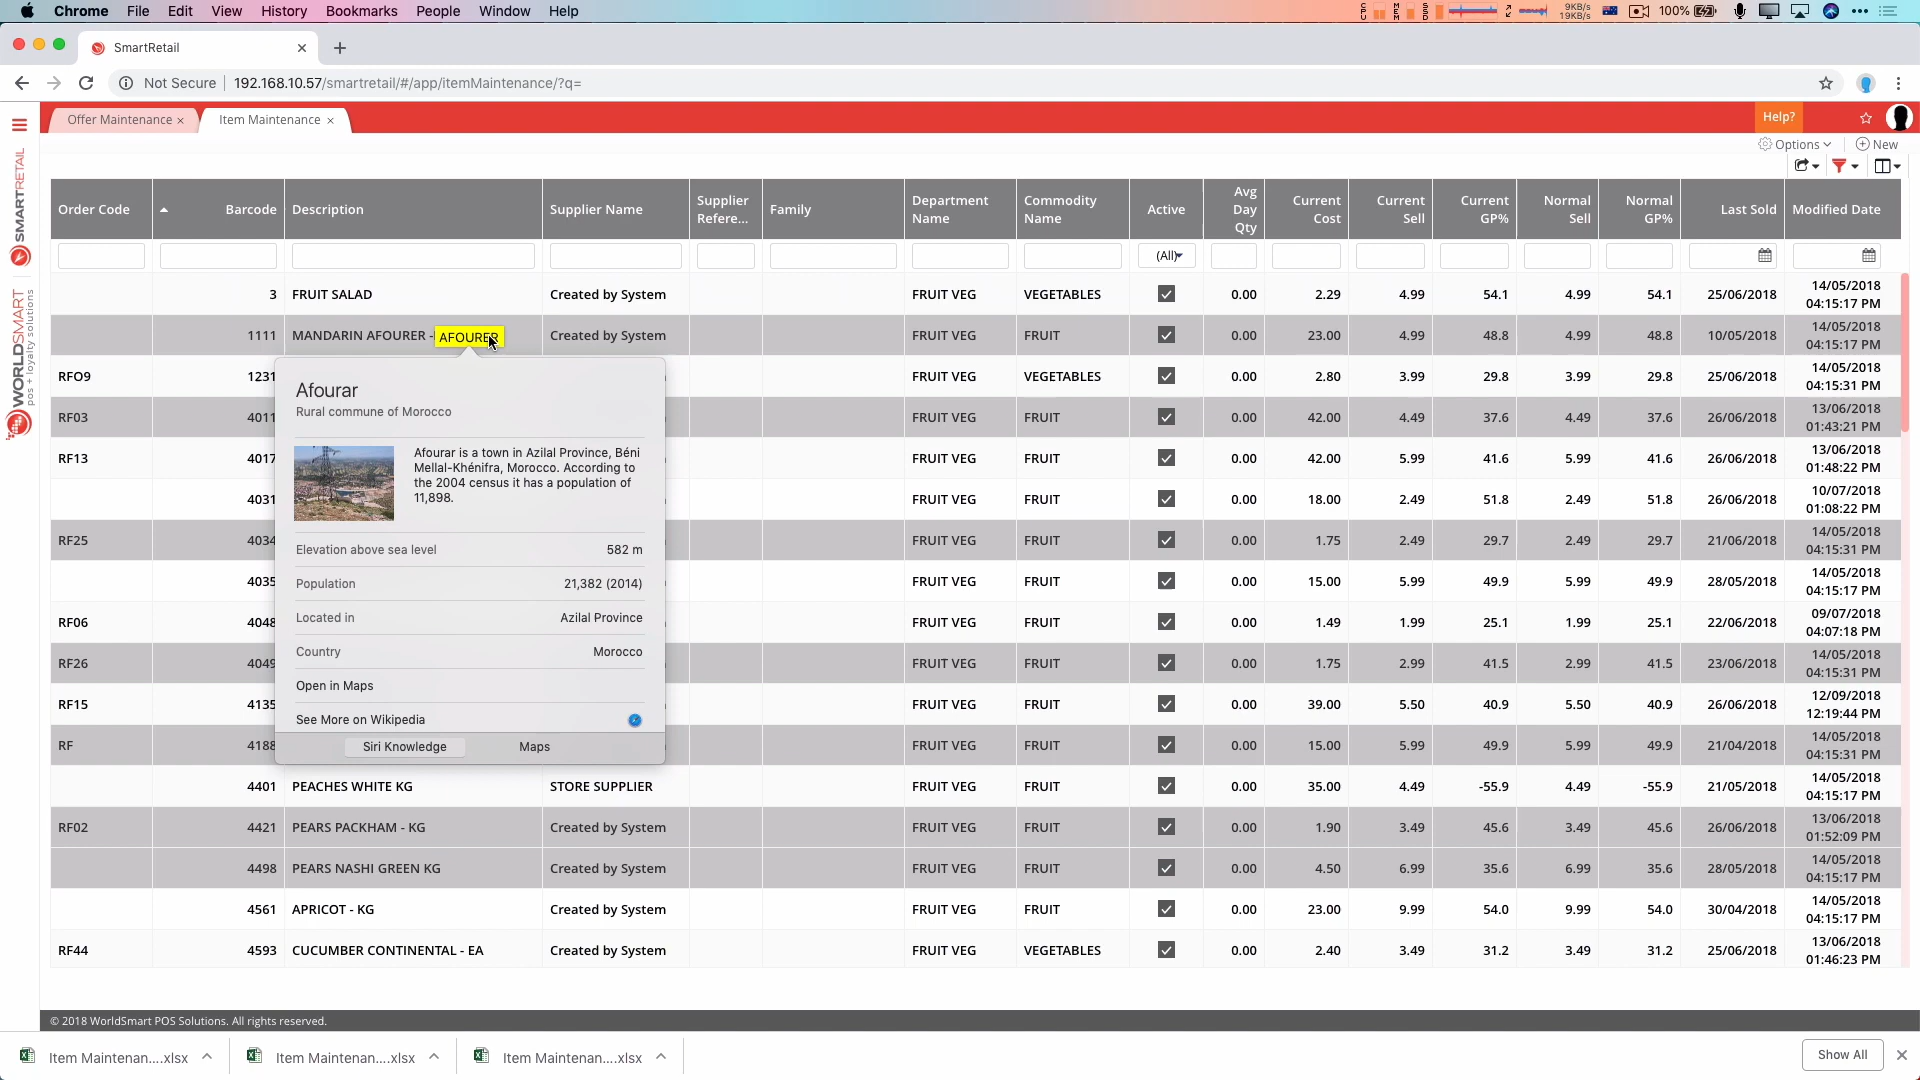 Chrome File Edit View History Bookmarks People Window Help
9KB/s
19KB/s
100%
SmartRetail
Not Secure 192.168.10.57/smartretail/#/app/itemMaintenance/?q=
Offer Maintenance × Item Maintenance × Help?
Options New
SMARTRETAIL
WORLDSMART
pos + loyalty solutions
Order Code Barcode Description Supplier Name Supplier Refere... Family Department Name Commodity Name Active Avg Day Qty Current Cost Current Sell Current GP% Normal Sell Normal GP% Last Sold Modified Date
(All)
3 FRUIT SALAD Created by System FRUIT VEG VEGETABLES 0.00 2.29 4.99 54.1 4.99 54.1 25/06/2018 14/05/2018 04:15:17 PM
1111 MANDARIN AFOURER - AFOURER Created by System FRUIT VEG FRUIT 0.00 23.00 4.99 48.8 4.99 48.8 10/05/2018 14/05/2018 04:15:17 PM
RFO9 1231 FRUIT VEG VEGETABLES 0.00 2.80 3.99 29.8 3.99 29.8 25/06/2018 14/05/2018 04:15:31 PM
RF03 4011 FRUIT VEG FRUIT 0.00 42.00 4.49 37.6 4.49 37.6 26/06/2018 13/06/2018 01:43:21 PM
RF13 4017 FRUIT VEG FRUIT 0.00 42.00 5.99 41.6 5.99 41.6 26/06/2018 13/06/2018 01:48:22 PM
4031 FRUIT VEG FRUIT 0.00 18.00 2.49 51.8 2.49 51.8 26/06/2018 10/07/2018 01:08:22 PM
RF25 4034 FRUIT VEG FRUIT 0.00 1.75 2.49 29.7 2.49 29.7 21/06/2018 14/05/2018 04:15:31 PM
4035 FRUIT VEG FRUIT 0.00 15.00 5.99 49.9 5.99 49.9 28/05/2018 14/05/2018 04:15:17 PM
RF06 4048 FRUIT VEG FRUIT 0.00 1.49 1.99 25.1 1.99 25.1 22/06/2018 09/07/2018 04:07:18 PM
RF26 4049 FRUIT VEG FRUIT 0.00 1.75 2.99 41.5 2.99 41.5 23/06/2018 14/05/2018 04:15:31 PM
RF15 4135 FRUIT VEG FRUIT 0.00 39.00 5.50 40.9 5.50 40.9 26/06/2018 12/09/2018 12:19:44 PM
RF 4188 FRUIT VEG FRUIT 0.00 15.00 5.99 49.9 5.99 49.9 21/04/2018 14/05/2018 04:15:31 PM
4401 PEACHES WHITE KG STORE SUPPLIER FRUIT VEG FRUIT 0.00 35.00 4.49 -55.9 4.49 -55.9 21/05/2018 14/05/2018 04:15:17 PM
RF02 4421 PEARS PACKHAM - KG Created by System FRUIT VEG FRUIT 0.00 1.90 3.49 45.6 3.49 45.6 26/06/2018 13/06/2018 01:52:09 PM
4498 PEARS NASHI GREEN KG Created by System FRUIT VEG FRUIT 0.00 4.50 6.99 35.6 6.99 35.6 28/05/2018 14/05/2018 04:15:17 PM
4561 APRICOT - KG Created by System FRUIT VEG FRUIT 0.00 23.00 9.99 54.0 9.99 54.0 30/04/2018 14/05/2018 04:15:17 PM
RF44 4593 CUCUMBER CONTINENTAL - EA Created by System FRUIT VEG VEGETABLES 0.00 2.40 3.49 31.2 3.49 31.2 25/06/2018 13/06/2018 01:46:23 PM
Afourar
Rural commune of Morocco
Afourar is a town in Azilal Province, Béni
Mellal-Khénifra, Morocco. According to
the 2004 census it has a population of
11,898.
Elevation above sea level 582 m
Population 21,382 (2014)
Located in Azilal Province
Country Morocco
Open in Maps
See More on Wikipedia
Siri Knowledge Maps
© 2018 WorldSmart POS Solutions. All rights reserved.
Item Maintenan....xlsx Item Maintenan....xlsx Item Maintenan....xlsx Show All